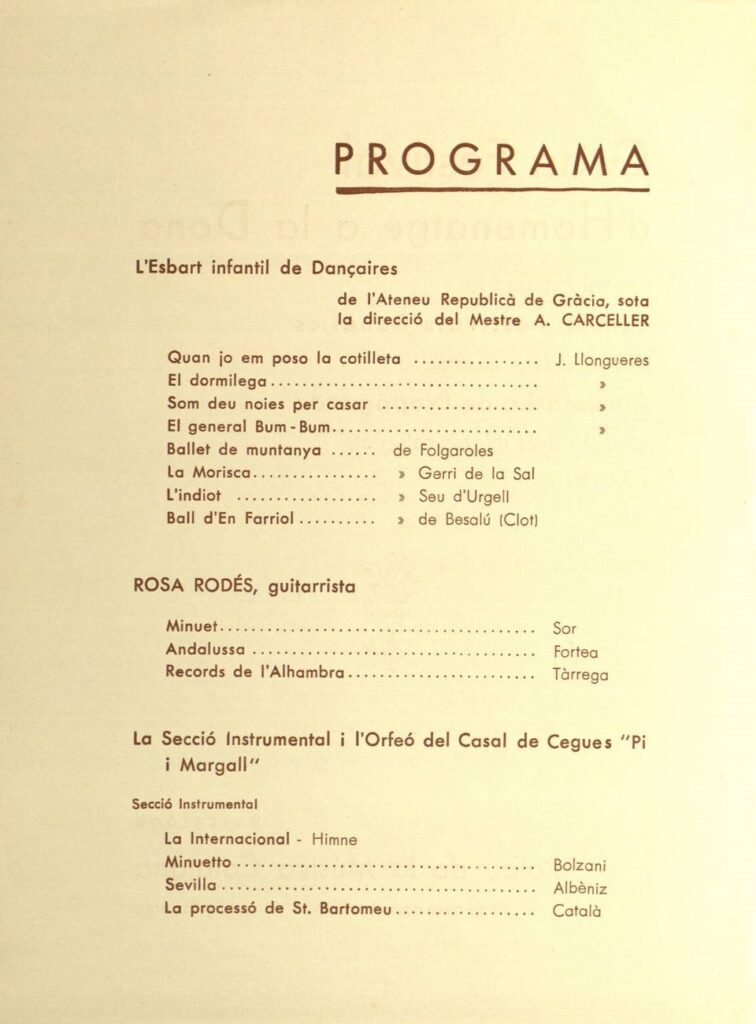 PROGRAMA
L'Esbart infantil de Dançaires
de l'Ateneu Republicà de Gràcia, sota
la direcció del Mestre A. CARCELLER
Quan jo em poso la cotilleta ................ J. Llongueres
El dormilega.................................. »
Som deu noies per casar .................... »
El general Bum-Bum.......................... »
Ballet de muntanya ...... de Folgaroles
La Morisca................ » Gerri de la Sal
L'indiot .................. » Seu d'Urgell
Ball d'En Farriol.......... » de Besalú (Clot)
ROSA RODÉS, guitarrista
Minuet........................................ Sor
Andalussa .................................... Fortea
Records de l'Alhambra........................ Tàrrega
La Secció Instrumental i l'Orfeó del Casal de Cegues "Pi
i Margall"
Secció Instrumental
La Internacional - Himne
Minuetto...................................... Bolzani
Sevilla........................................ Albèniz
La processó de St. Bartomeu.................. Català
d'Homenatge a la Dona